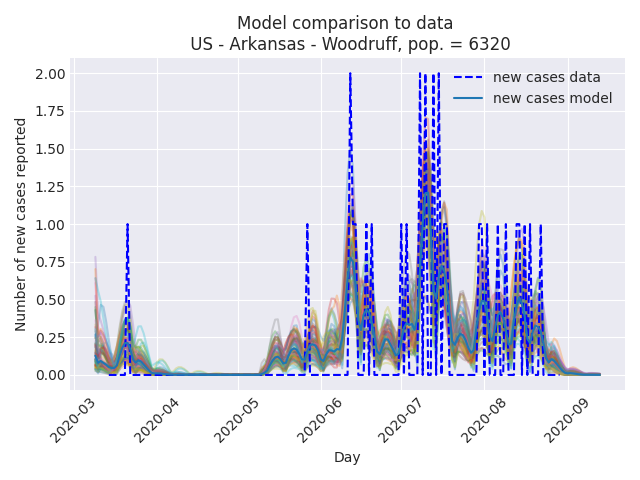 Model comparison to data
US - Arkansas - Woodruff, pop. = 6320
new cases data
new cases model
Number of new cases reported
2.00
1.75
1.50
1.25
1.00
0.75
0.50
0.25
0.00
2020-03
2020-04
2020-05
2020-06
2020-07
2020-08
2020-09
Day